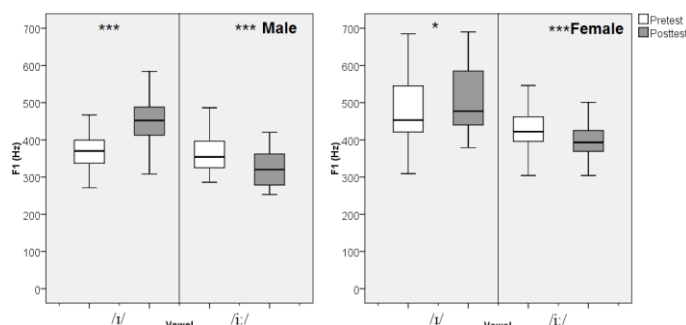 *** *** Male
700
600
500
400
300
200
100
0
F1 (Hz)
/ɪ/ /iː/
Vowel
* ***Female
700
600
500
400
300
200
100
0
F1 (Hz)
/ɪ/ /iː/
Vowel
Pretest
Posttest